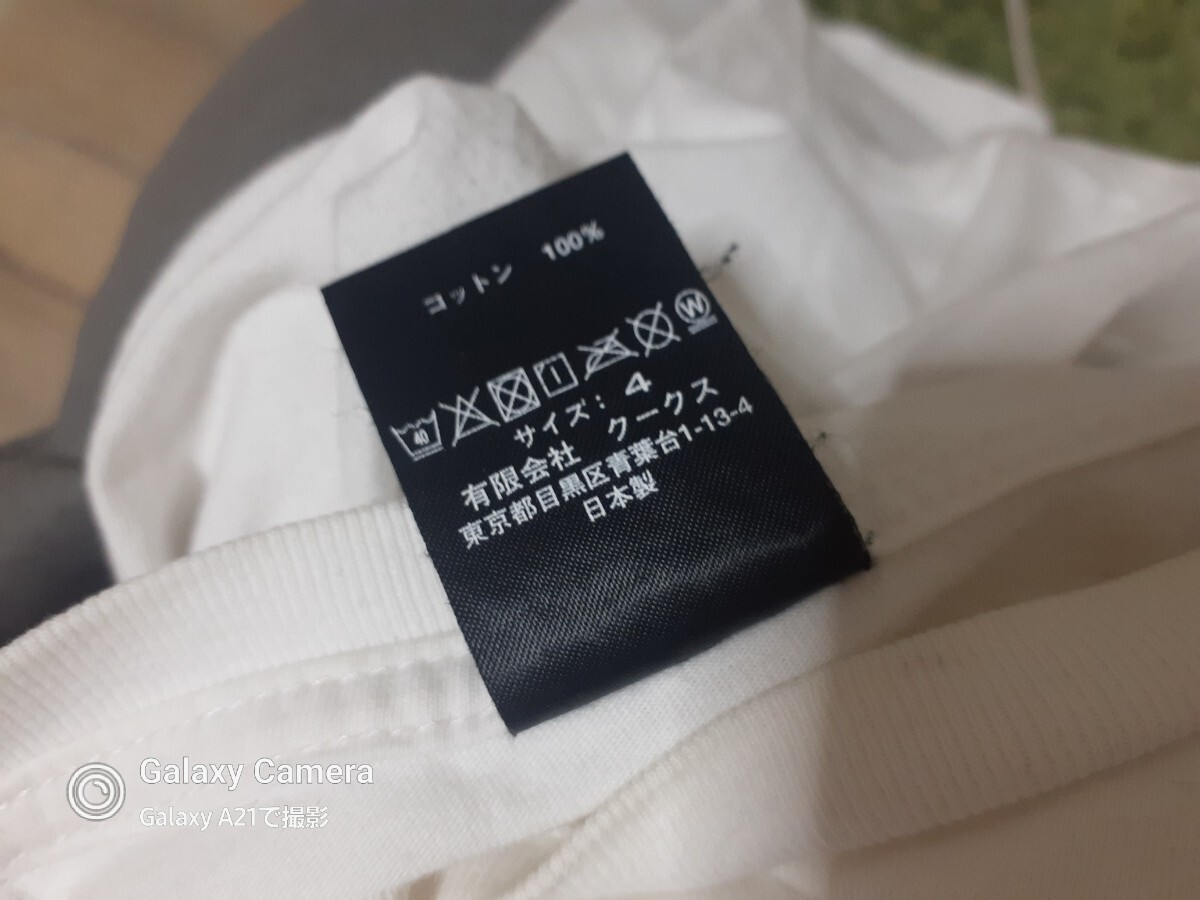 コットン 100%
40 W
サイズ: 4
有限会社 クークス
東京都目黒区青葉台1-13-4
日本製
Galaxy Camera
Galaxy A21で撮影